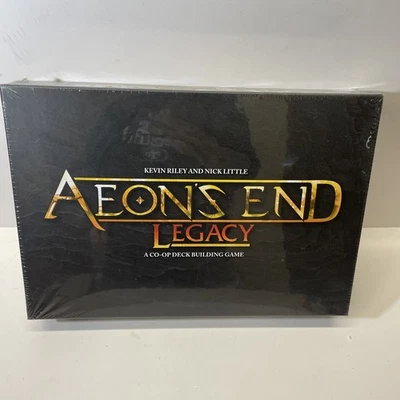 KEVIN RILEY AND NICK LITTLE
AEON'S END
LEGACY
A CO-OP DECK BUILDING GAME